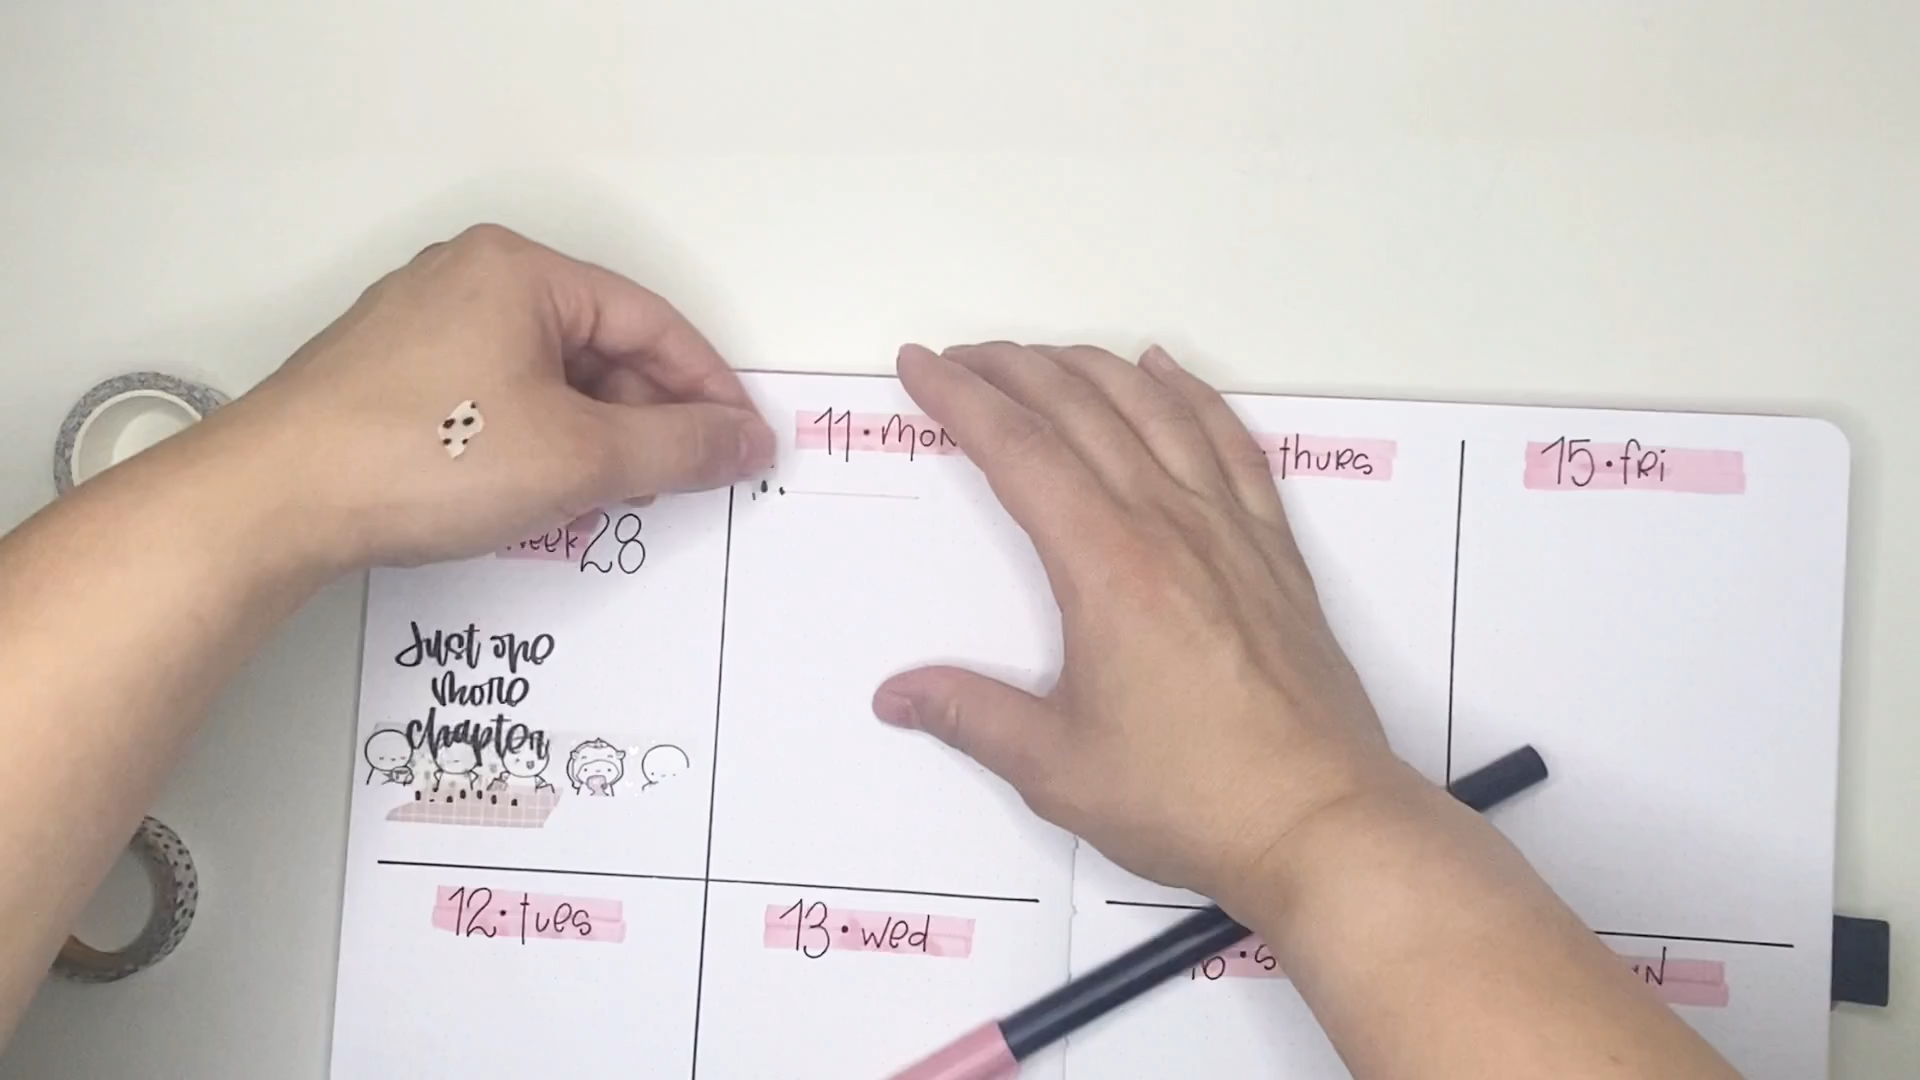 11·MON
· thurs
15·fri
28
Just one
more
chapter
12·tues
13·wed